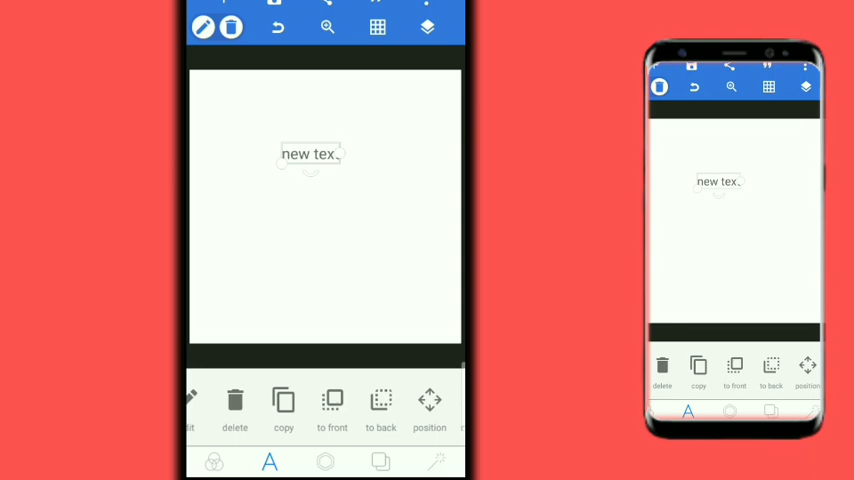 new tex
delete
copy
to front
to back
position
new tex
delete
copy
to front
to back
position